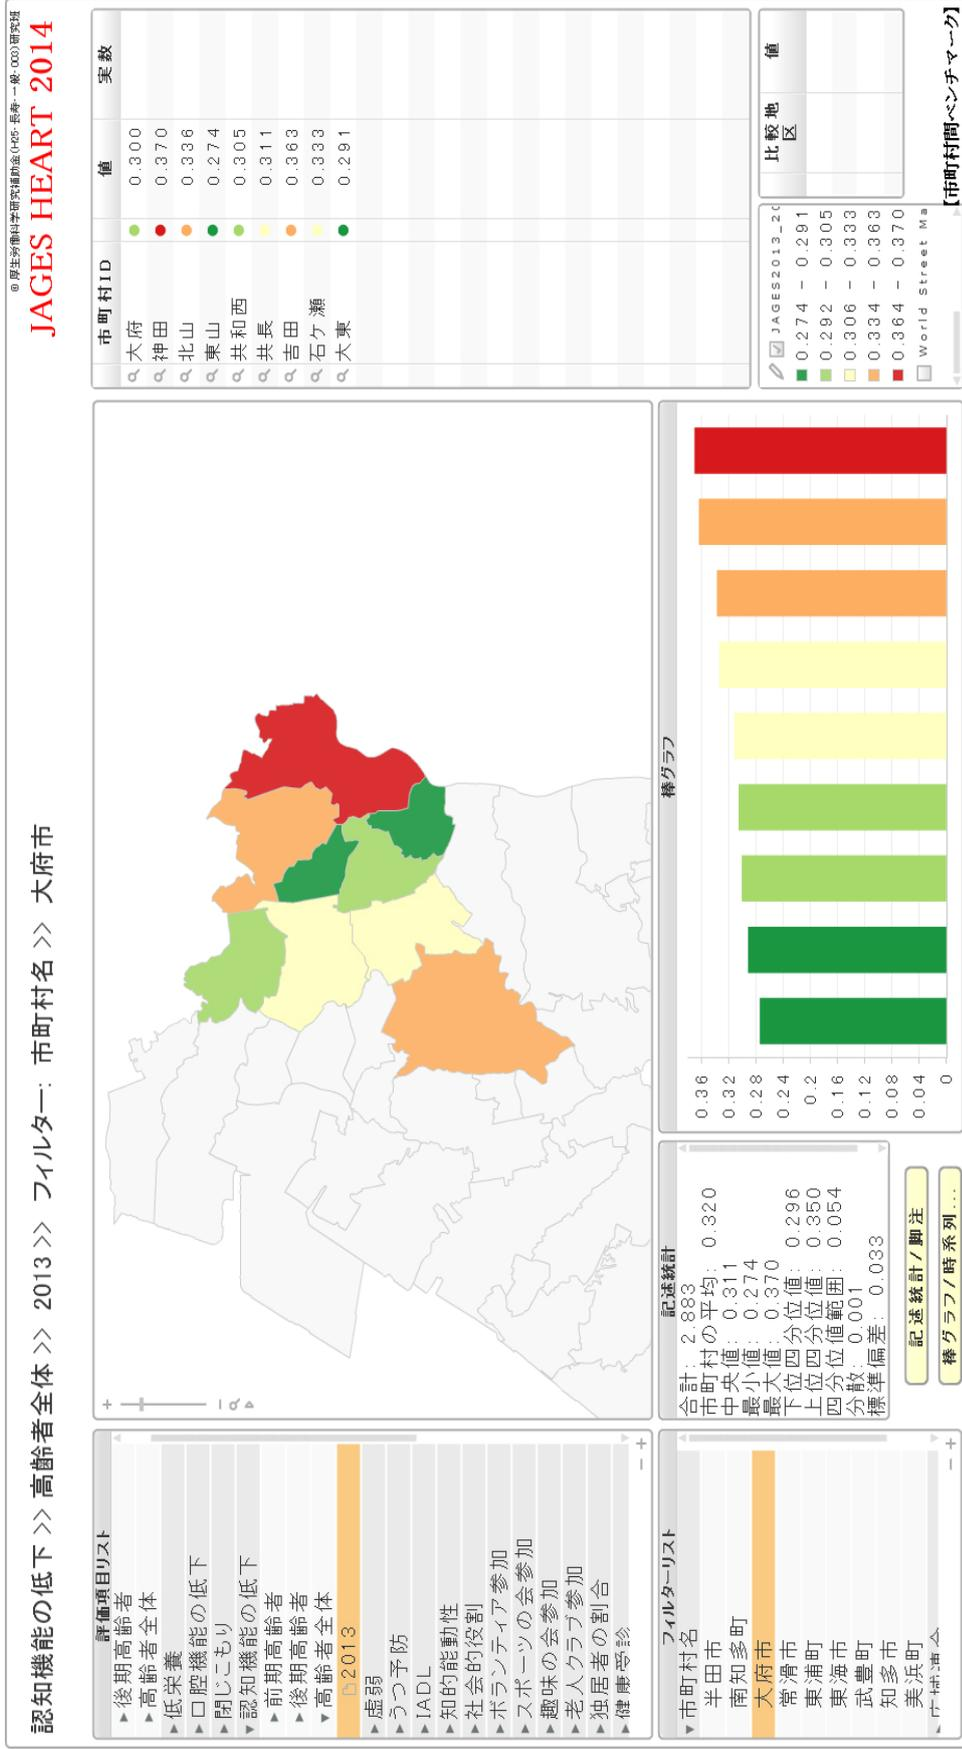 認知機能の低下 >> 高齢者全体 >> 2013 >> フィルター: 市町村名 >> 大府市
JAGES HEART 2014
評価項目リスト
後期高齢者
高齢者全体
低栄養
口腔機能の低下
閉じこもり
認知機能の低下
前期高齢者
後期高齢者
高齢者全体
2013
虚弱
うつ予防
IADL
知的能動性
社会的役割
ボランティア参加
スポーツの会参加
趣味の会参加
老人クラブ参加
独居者の割合
健康受診
フィルターリスト
市町村名
半田市
南知多町
大府市
常滑市
東浦町
東海市
武豊町
知多市
美浜町
記述統計
合計: 2.883
市町村の平均: 0.320
中央値: 0.311
最小値: 0.274
最大値: 0.370
下位四分位値: 0.296
上位四分位値: 0.350
四分位値範囲: 0.054
分散: 0.001
標準偏差: 0.033
記述統計/脚注
棒グラフ/時系列...
棒グラフ
0.36
0.32
0.28
0.24
0.2
0.16
0.12
0.08
0.04
0
市町村ID 値 実数
大府 0.300
神田 0.370
北山 0.336
東山 0.274
共和西 0.305
共長 0.311
吉田 0.363
石ケ瀬 0.333
大東 0.291
JAGES2013_20
0.274 - 0.291
0.292 - 0.305
0.306 - 0.333
0.334 - 0.363
0.364 - 0.370
World Street Ma
比較地区 値
【市町村間ベンチマーク】